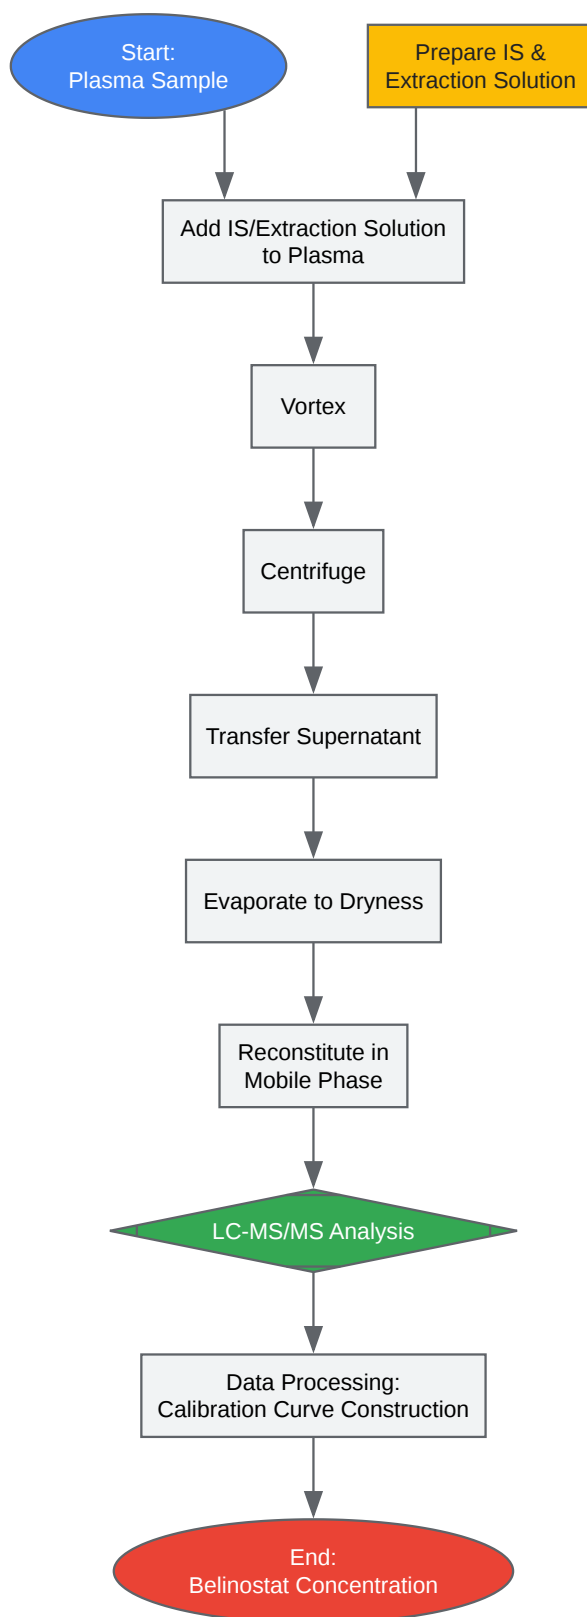 Start:
Plasma Sample
Prepare IS &
Extraction Solution
Add IS/Extraction Solution
to Plasma
Vortex
Centrifuge
Transfer Supernatant
Evaporate to Dryness
Reconstitute in
Mobile Phase
LC-MS/MS Analysis
Data Processing:
Calibration Curve Construction
End:
Belinostat Concentration